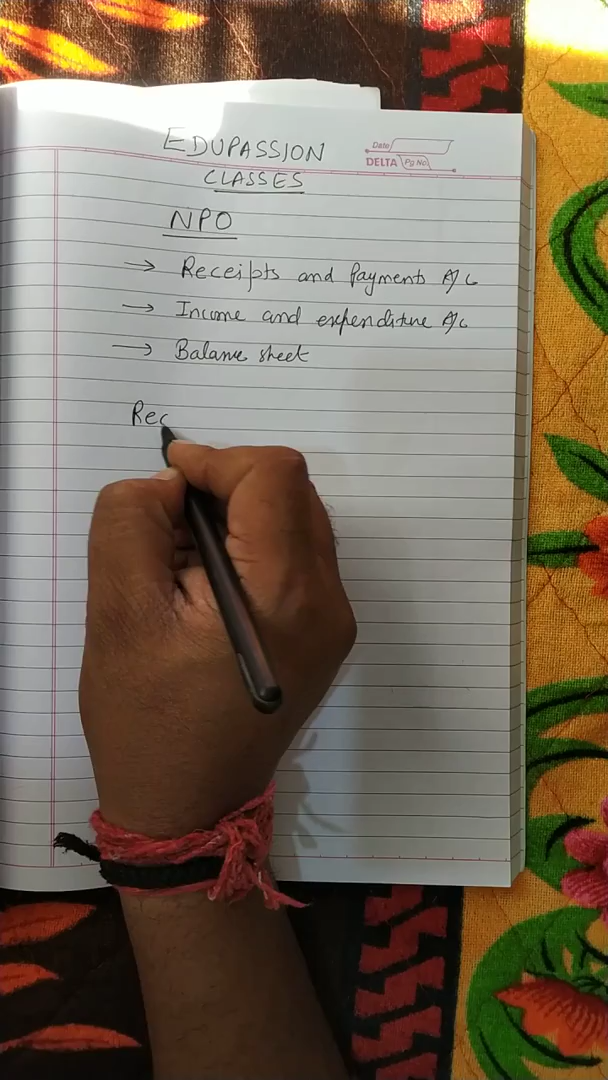 EDUPASSION
CLASSES
Date
DELTA Pg No.
NPO
→ Receipts and Payments A/c
→ Income and expenditure A/c
→ Balance sheet
Rec